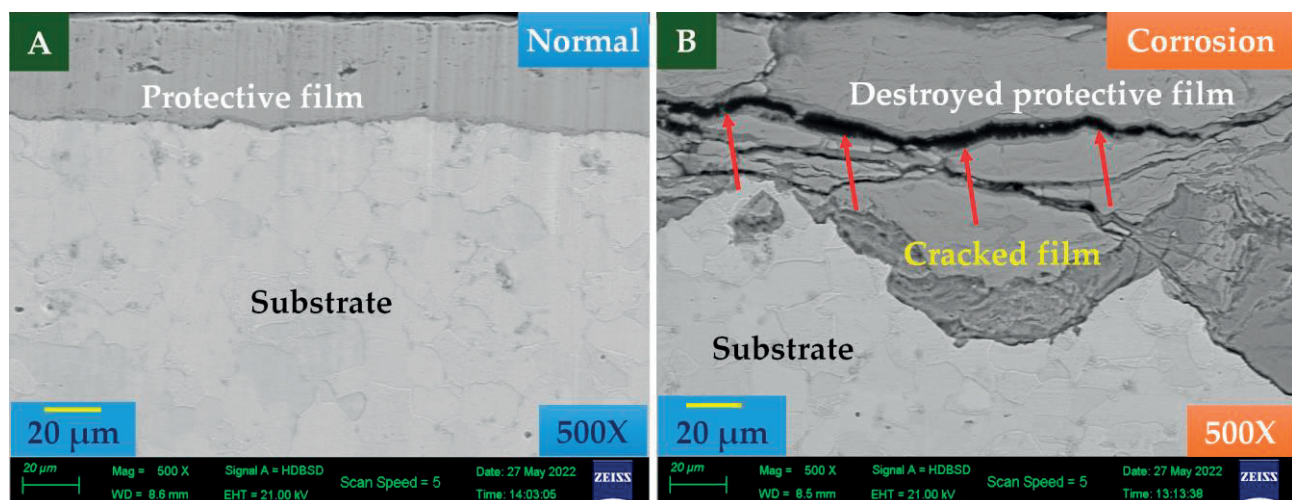 A
Normal
Protective film
Substrate
20 μm
500X
20 μm
Mag = 500 X
Signal A = HDBSD
Date: 27 May 2022
WD = 8.6 mm
EHT = 21.00 kV
Scan Speed = 5
Time: 14:03:05
ZEISS
B
Corrosion
Destroyed protective film
Cracked film
Substrate
20 μm
500X
20 μm
Mag = 500 X
Signal A = HDBSD
Date: 27 May 2022
WD = 8.5 mm
EHT = 21.00 kV
Scan Speed = 5
Time: 13:13:38
ZEISS